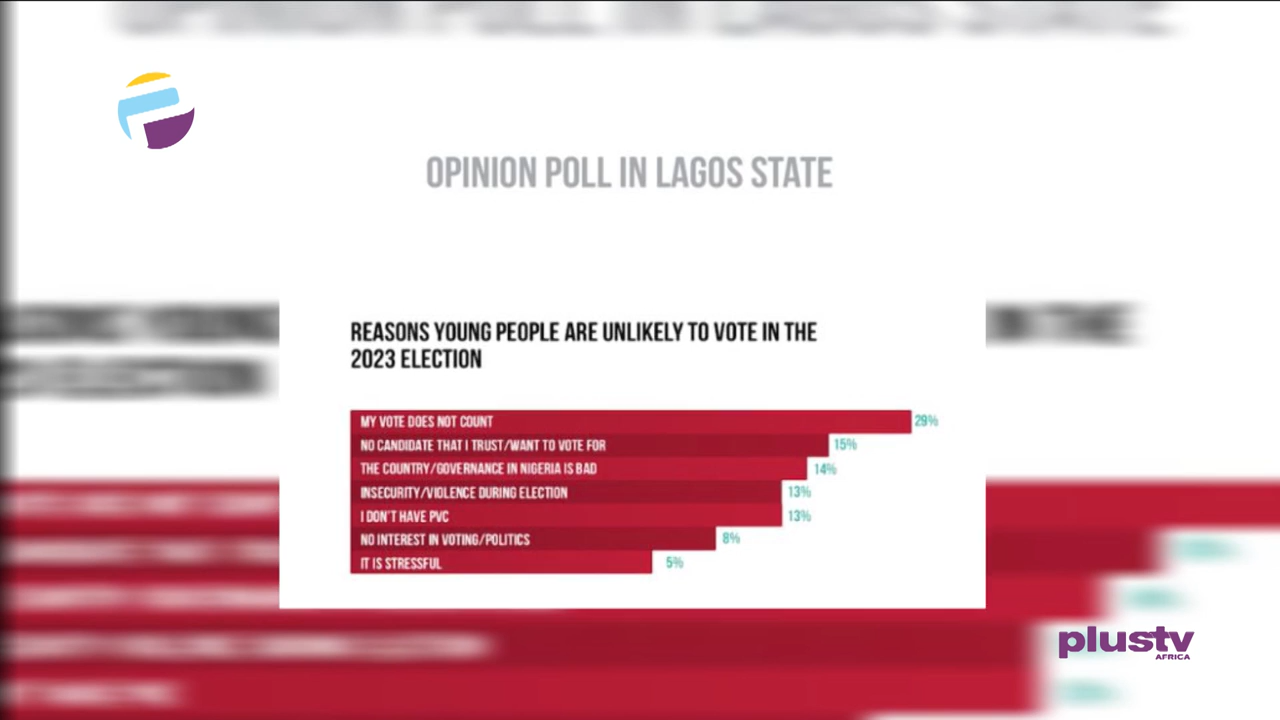 OPINION POLL IN LAGOS STATE
REASONS YOUNG PEOPLE ARE UNLIKELY TO VOTE IN THE
2023 ELECTION
MY VOTE DOES NOT COUNT 29%
NO CANDIDATE THAT I TRUST/WANT TO VOTE FOR 15%
THE COUNTRY/GOVERNANCE IN NIGERIA IS BAD 14%
INSECURITY/VIOLENCE DURING ELECTION 13%
I DON'T HAVE PVC 13%
NO INTEREST IN VOTING/POLITICS 8%
IT IS STRESSFUL 5%
plustv
AFRICA